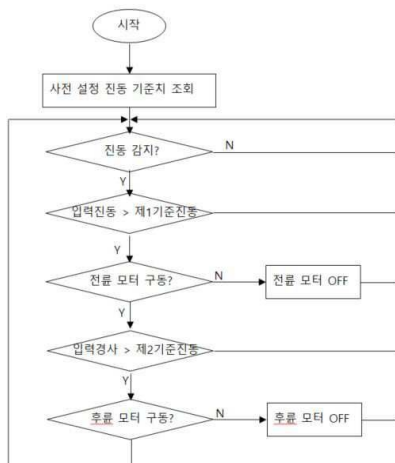 시작
사전 설정 진동 기준치 조회
진동 감지?
N
Y
입력진동 > 제1기준진동
Y
전륜 모터 구동?
N
전륜 모터 OFF
Y
입력경사 > 제2기준진동
Y
후륜 모터 구동?
N
후륜 모터 OFF